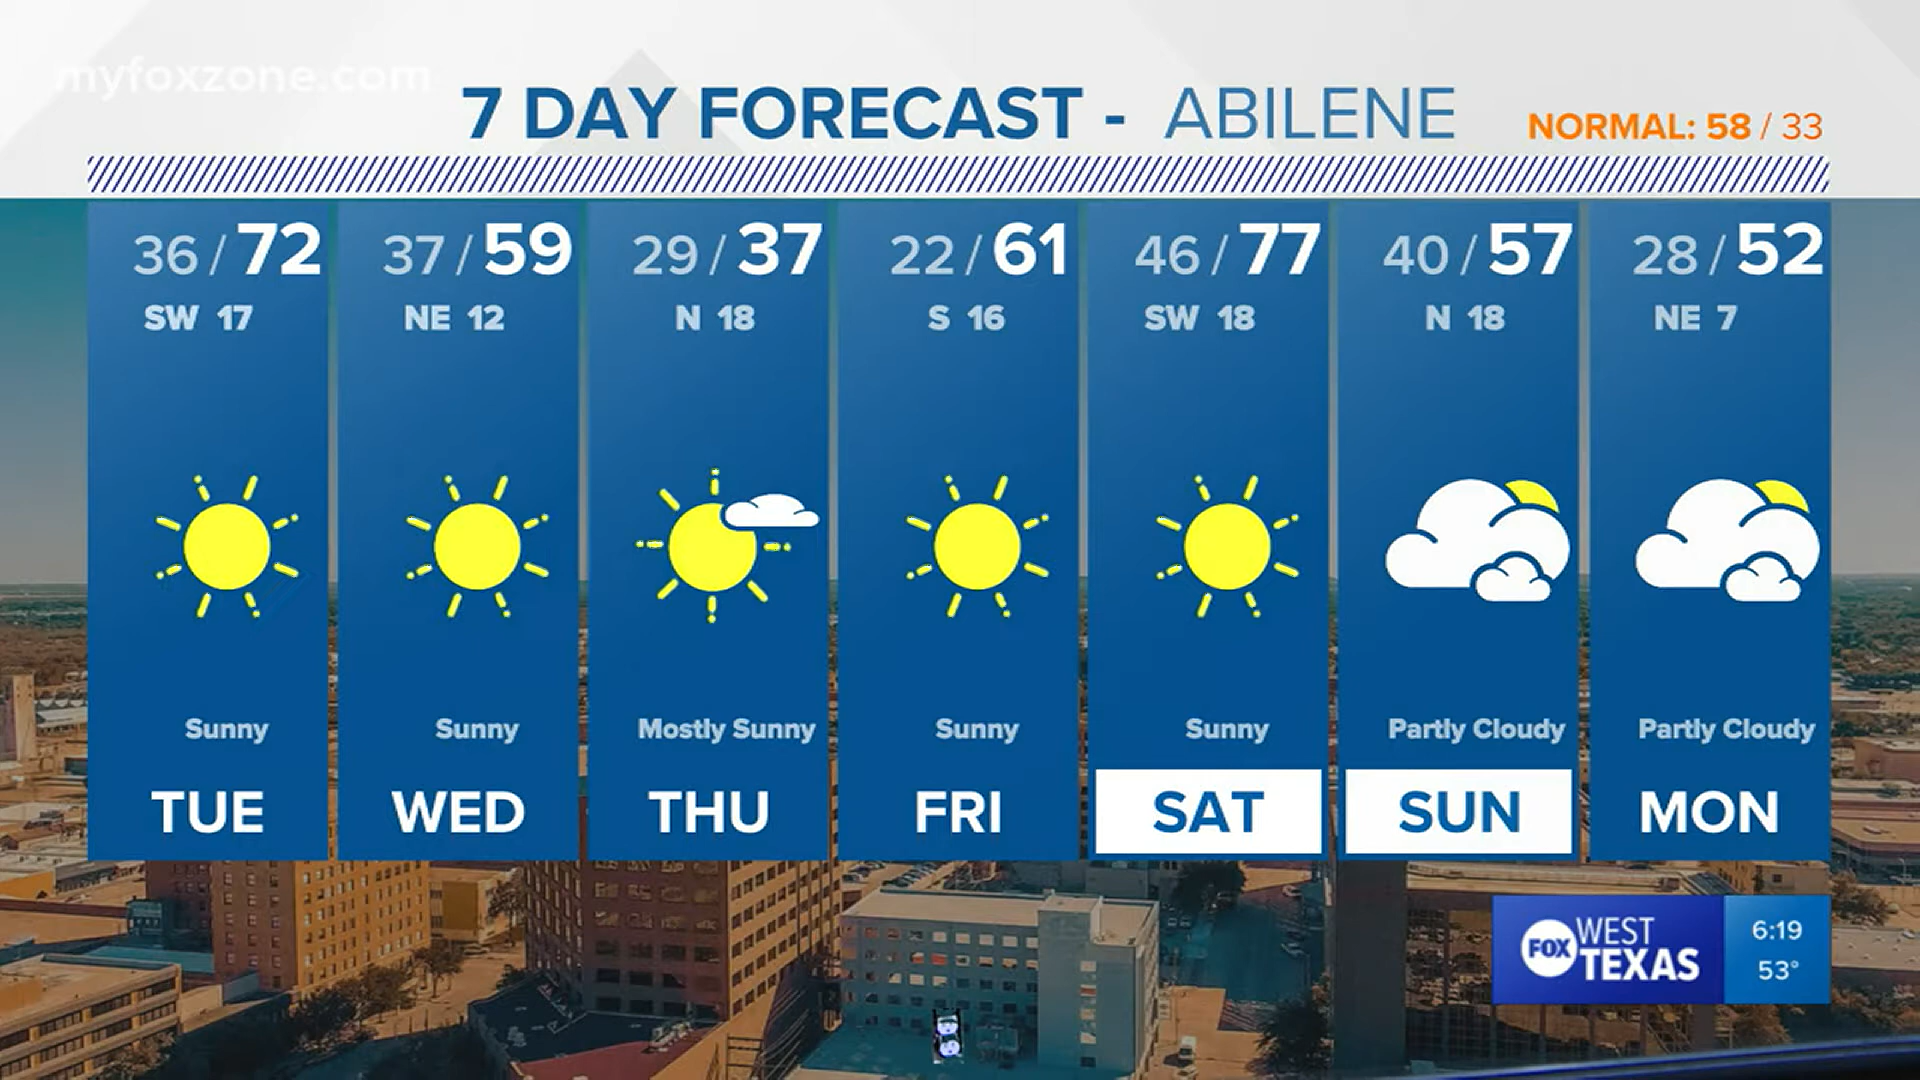 myfoxzone.com
7 DAY FORECAST - ABILENE
NORMAL: 58 / 33
36 / 72
SW 17
Sunny
TUE
37 / 59
NE 12
Sunny
WED
29 / 37
N 18
Mostly Sunny
THU
22 / 61
S 16
Sunny
FRI
46 / 77
SW 18
Sunny
SAT
40 / 57
N 18
Partly Cloudy
SUN
28 / 52
NE 7
Partly Cloudy
MON
FOX
WEST
TEXAS
6:19
53°